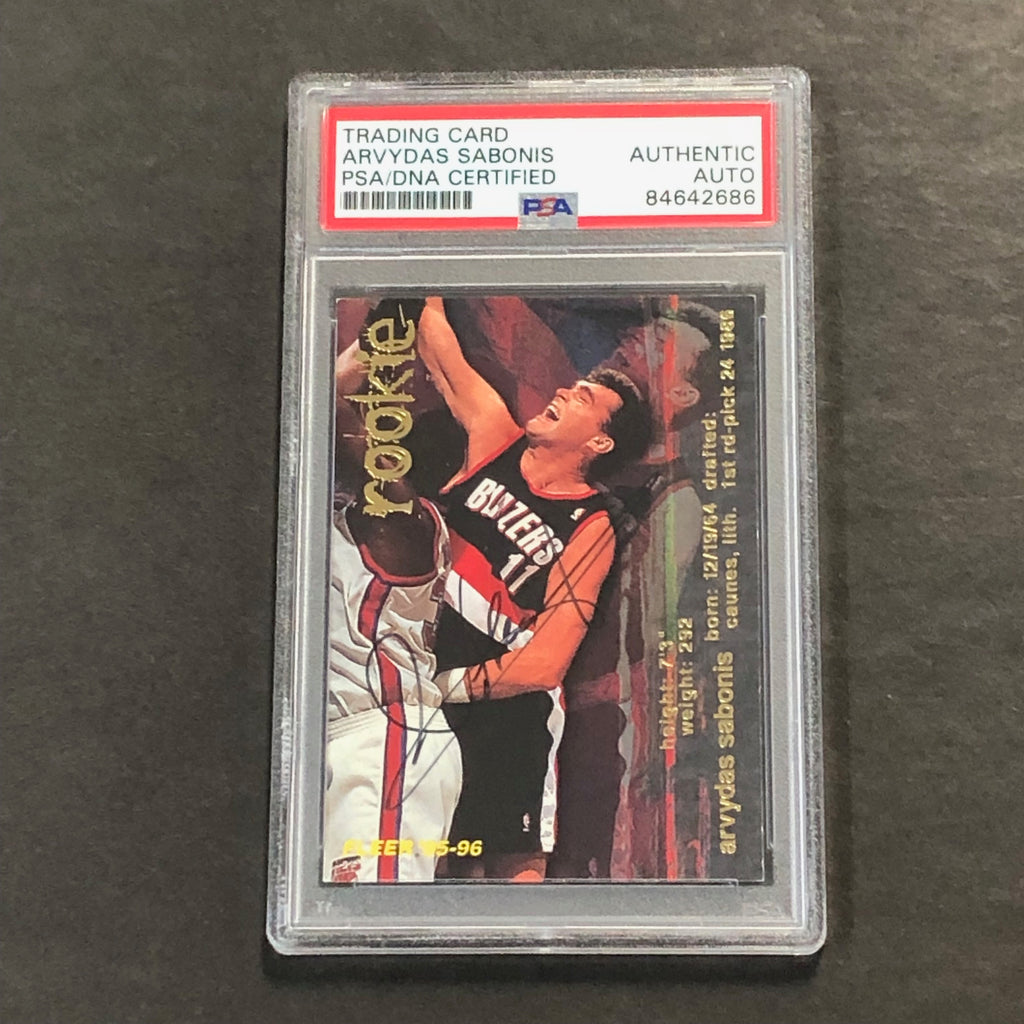 TRADING CARD
ARVYDAS SABONIS
PSA/DNA CERTIFIED
AUTHENTIC
AUTO
84642686
PSA
rookie
BLAZERS
11
height: 7'3"
weight: 292
arvydas sabonis
born: 12/19/64
caunes, lith.
drafted:
1st rd-pick 24 1986
FLEER '95-96